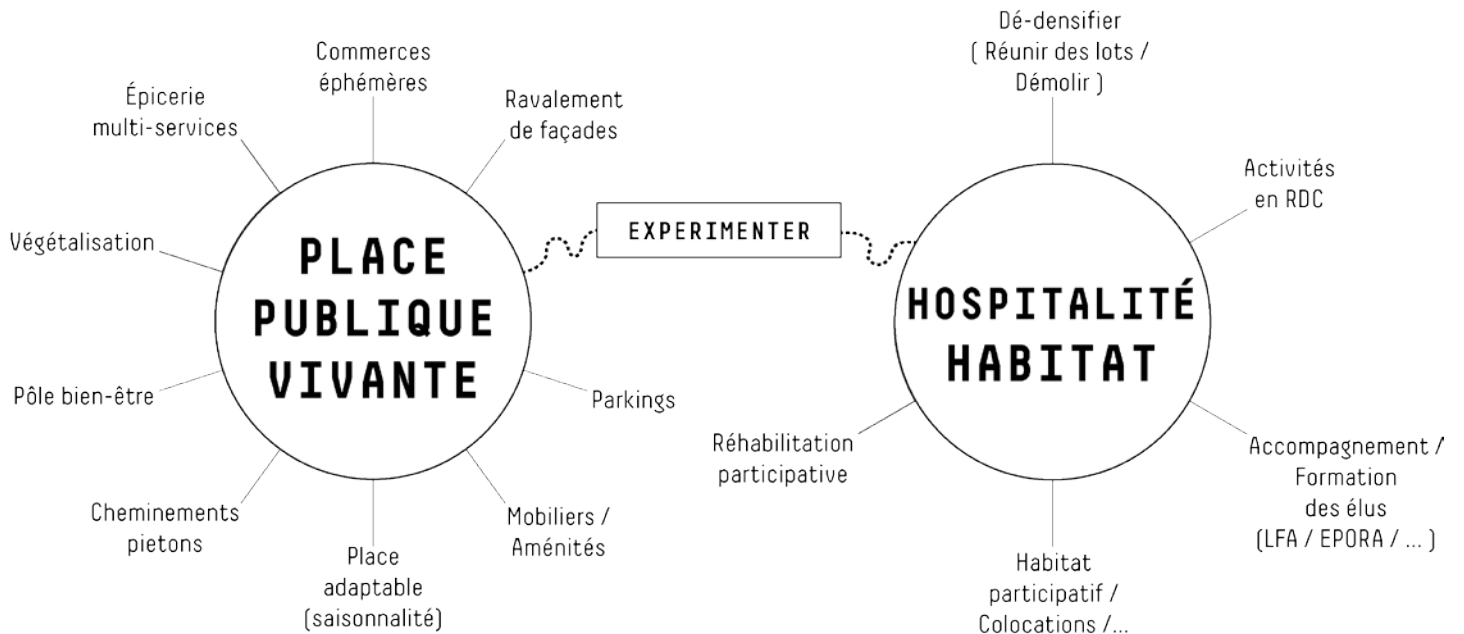 Commerces
éphémères
Épicerie
multi-services
Ravalement
de façades
Végétalisation
PLACE
PUBLIQUE
VIVANTE
Pôle bien-être
Parkings
Cheminements
pietons
Place
adaptable
(saisonnalité)
Mobiliers /
Aménités
EXPERIMENTER
Dé-densifier
( Réunir des lots /
Démolir )
Activités
en RDC
HOSPITALITÉ
HABITAT
Réhabilitation
participative
Accompagnement /
Formation
des élus
(LFA / EPORA / ... )
Habitat
participatif /
Colocations /...